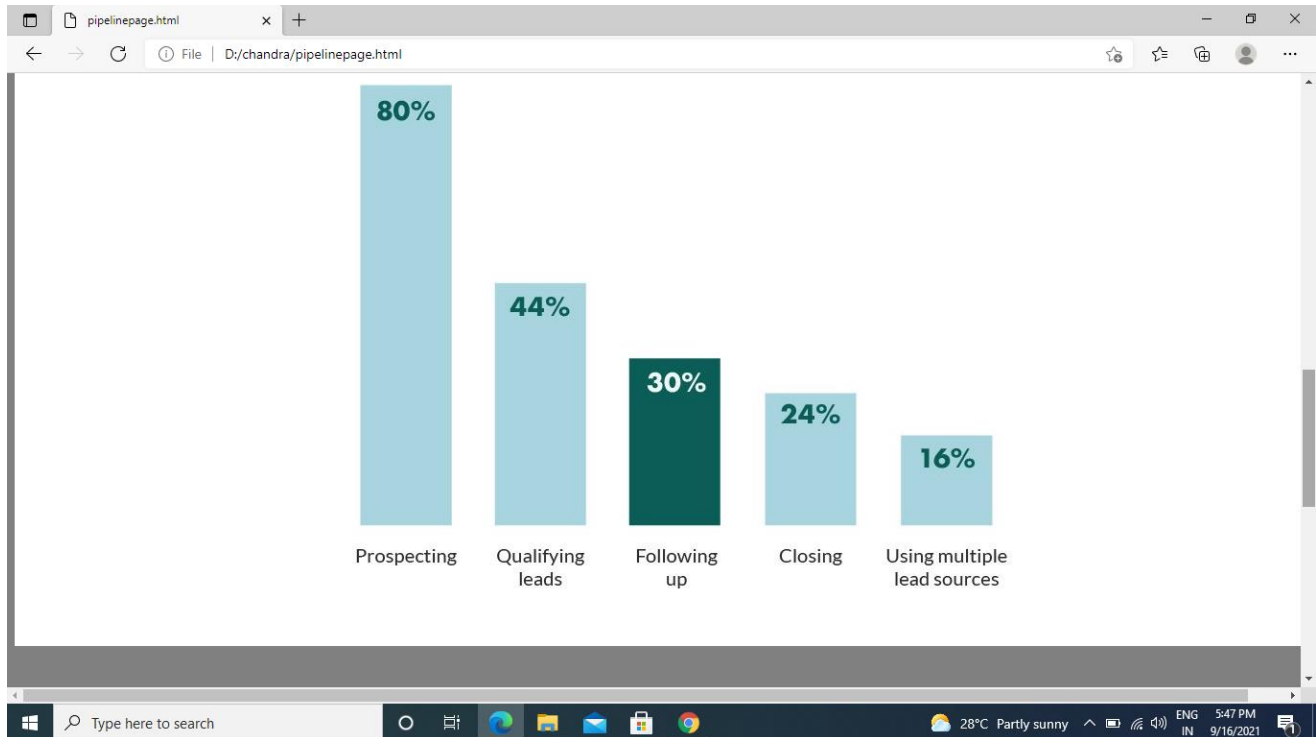 pipelinepage.html
File | D:/chandra/pipelinepage.html
80%
44%
30%
24%
16%
Prospecting
Qualifying
leads
Following
up
Closing
Using multiple
lead sources
Type here to search
28°C Partly sunny
ENG
IN
5:47 PM
9/16/2021
1